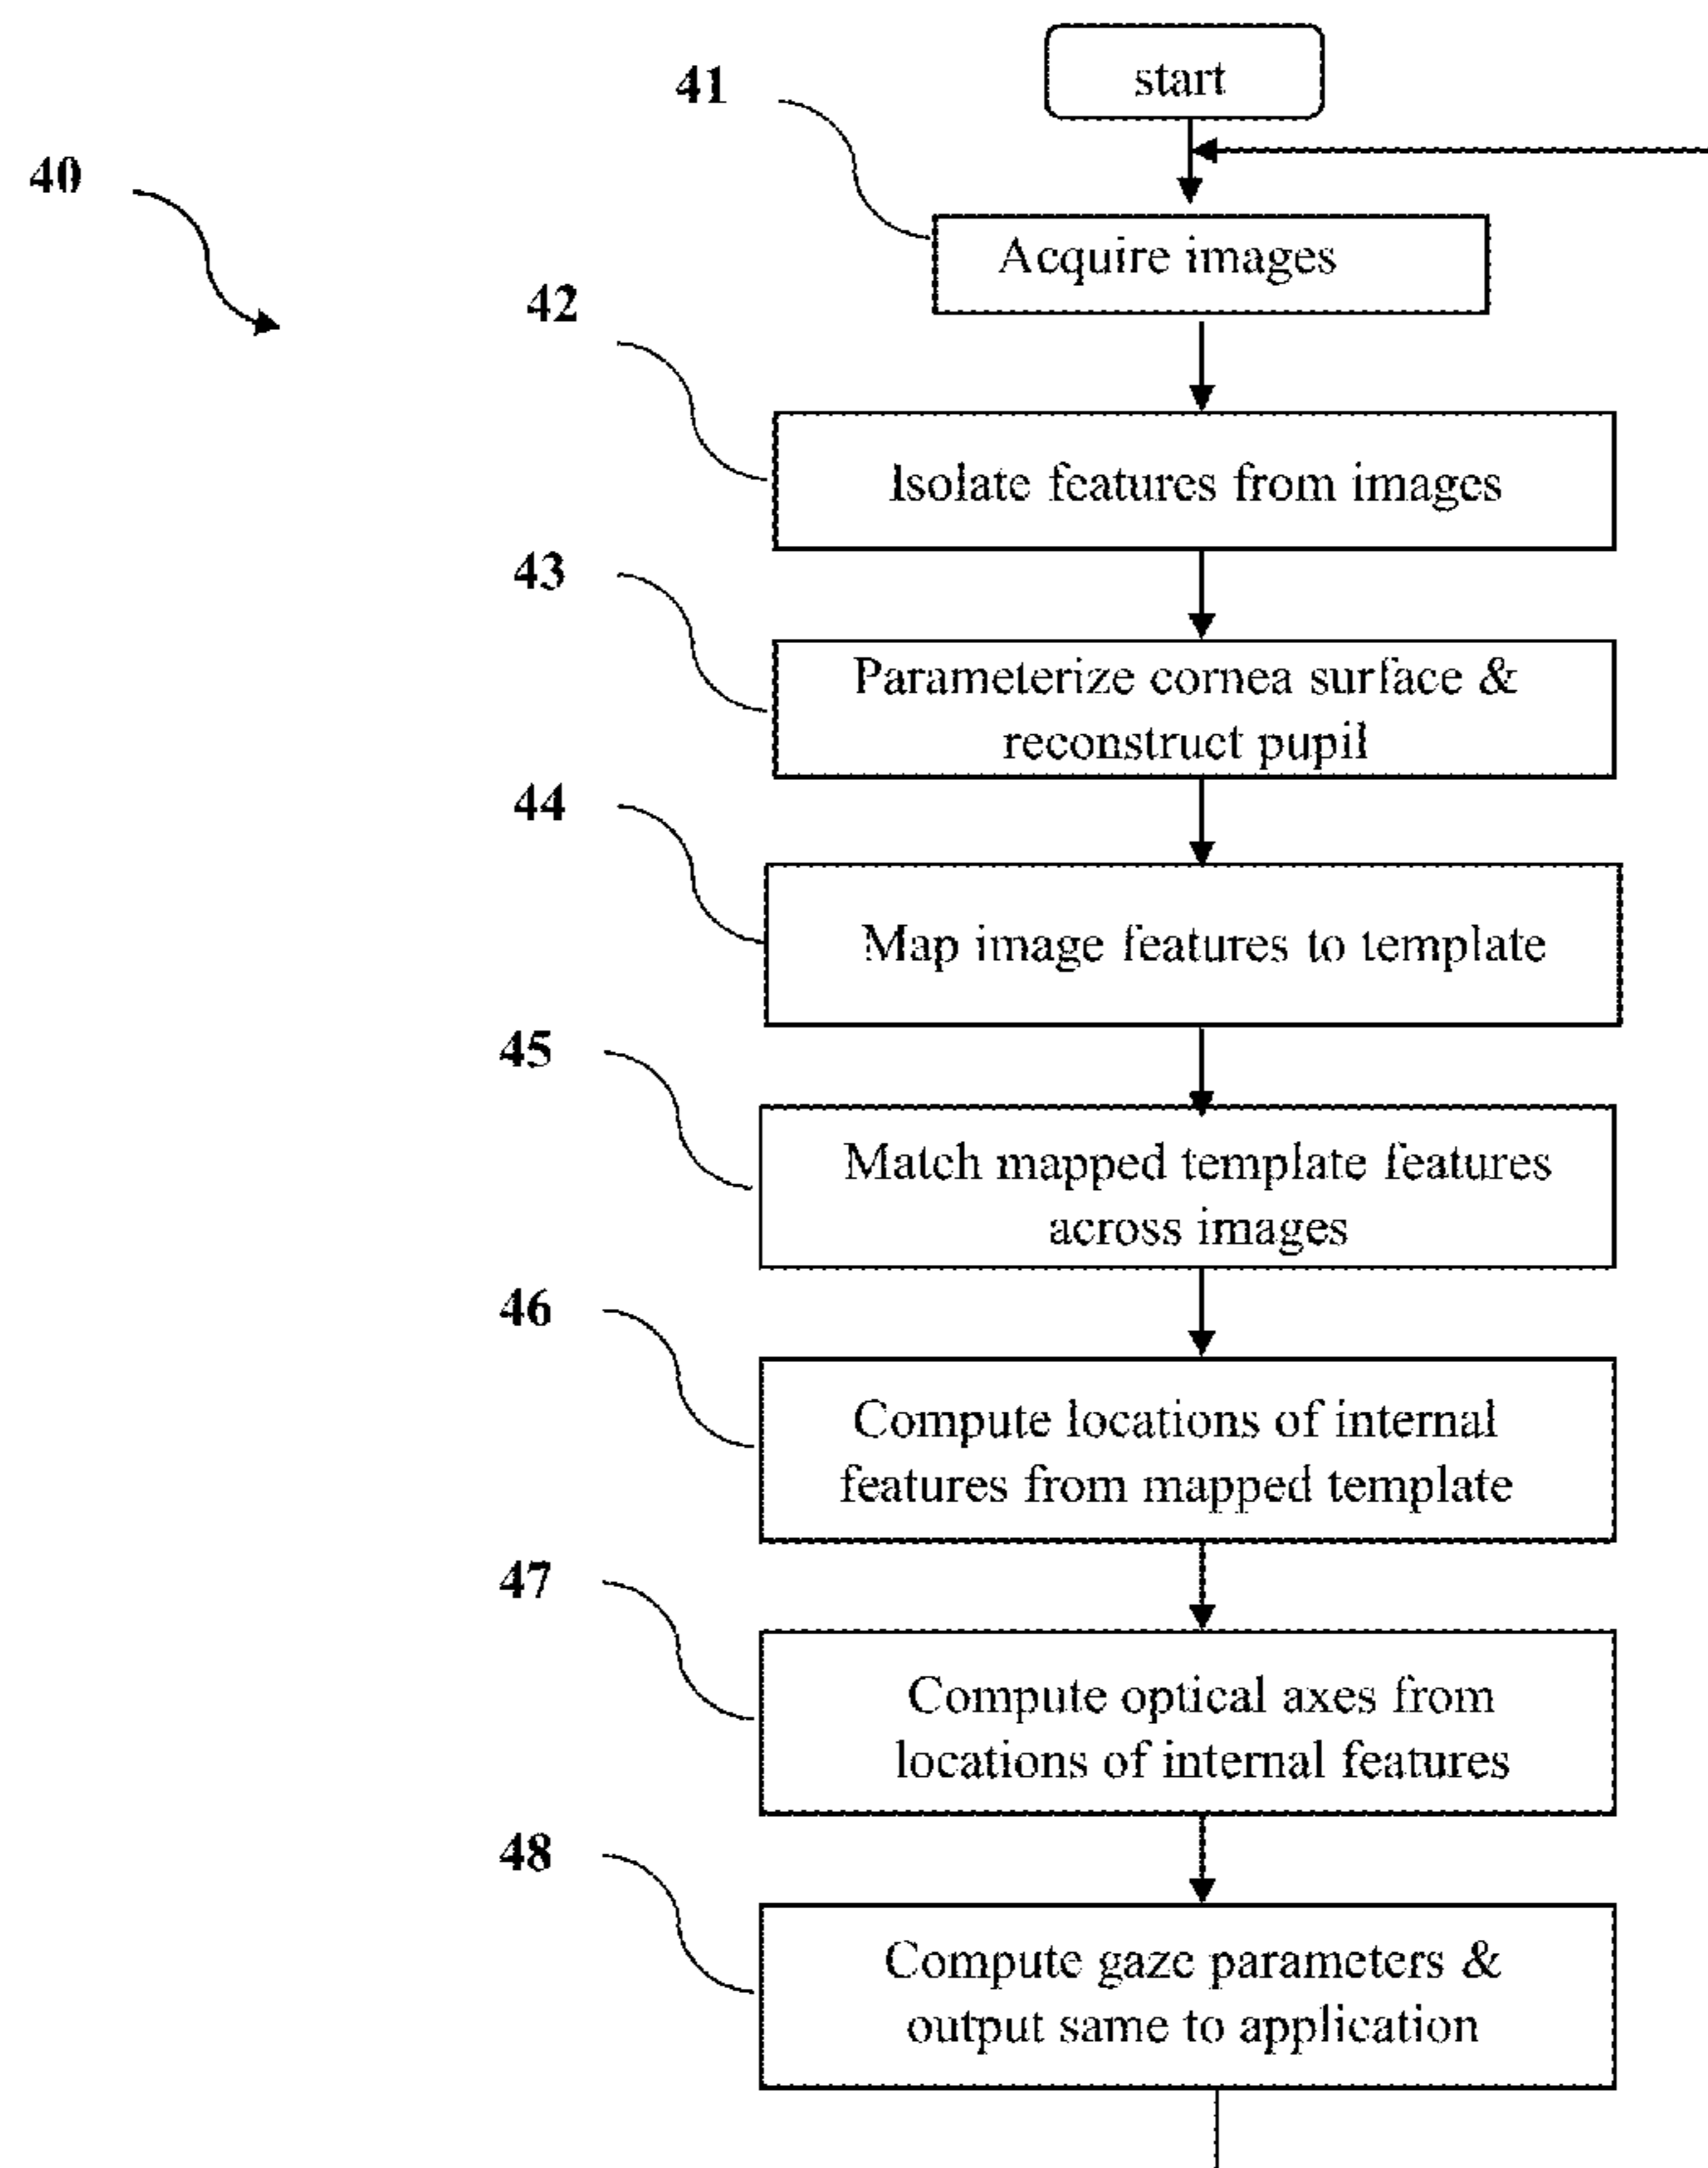 start
41
40
Acquire images
42
Isolate features from images
43
Parameterize cornea surface &
reconstruct pupil
44
Map image features to template
45
Match mapped template features
across images
46
Compute locations of internal
features from mapped template
47
Compute optical axes from
locations of internal features
48
Compute gaze parameters &
output same to application